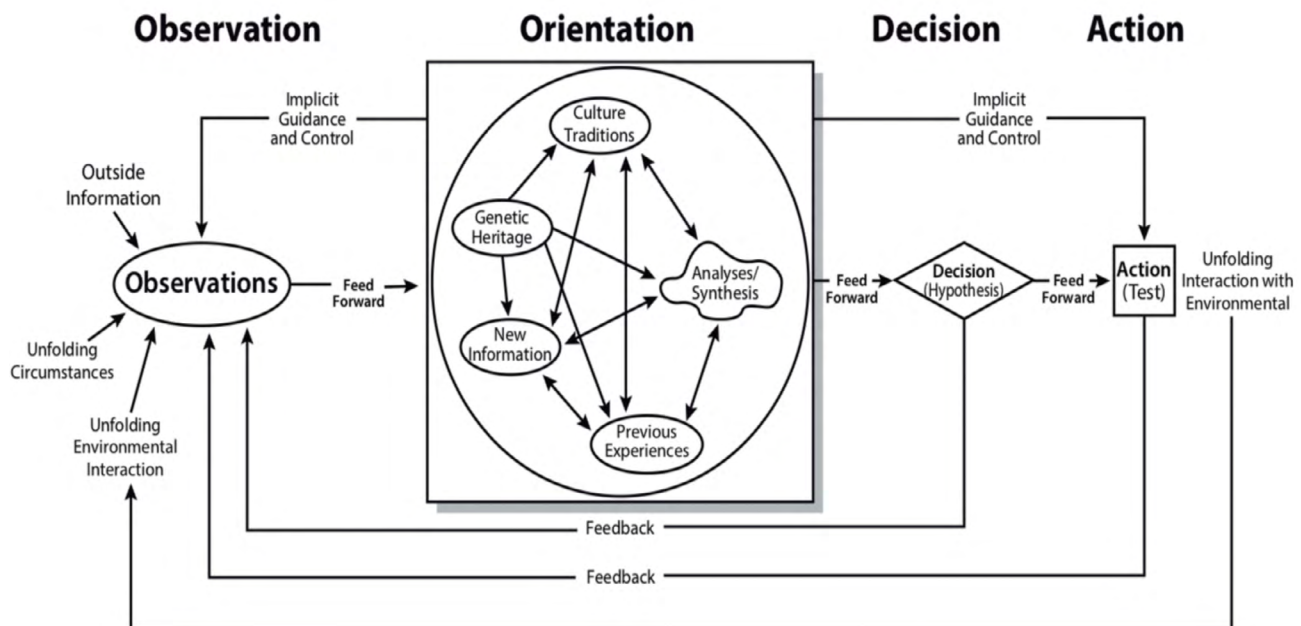 Observation
Orientation
Decision
Action
Implicit
Guidance
and Control
Outside
Information
Observations
Unfolding
Circumstances
Unfolding
Environmental
Interaction
Feed
Forward
Culture
Traditions
Genetic
Heritage
Analyses/
Synthesis
New
Information
Previous
Experiences
Implicit
Guidance
and Control
Feed
Forward
Decision
(Hypothesis)
Feed
Forward
Action
(Test)
Unfolding
Interaction with
Environmental
Feedback
Feedback